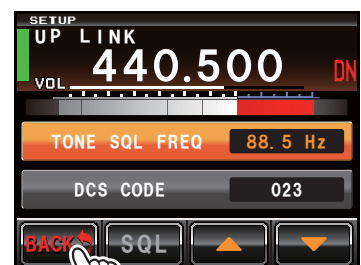 SETUP
UP LINK
VOL 440.500 DN
TONE SQL FREQ 88.5 Hz
DCS CODE 023
BACK SQL